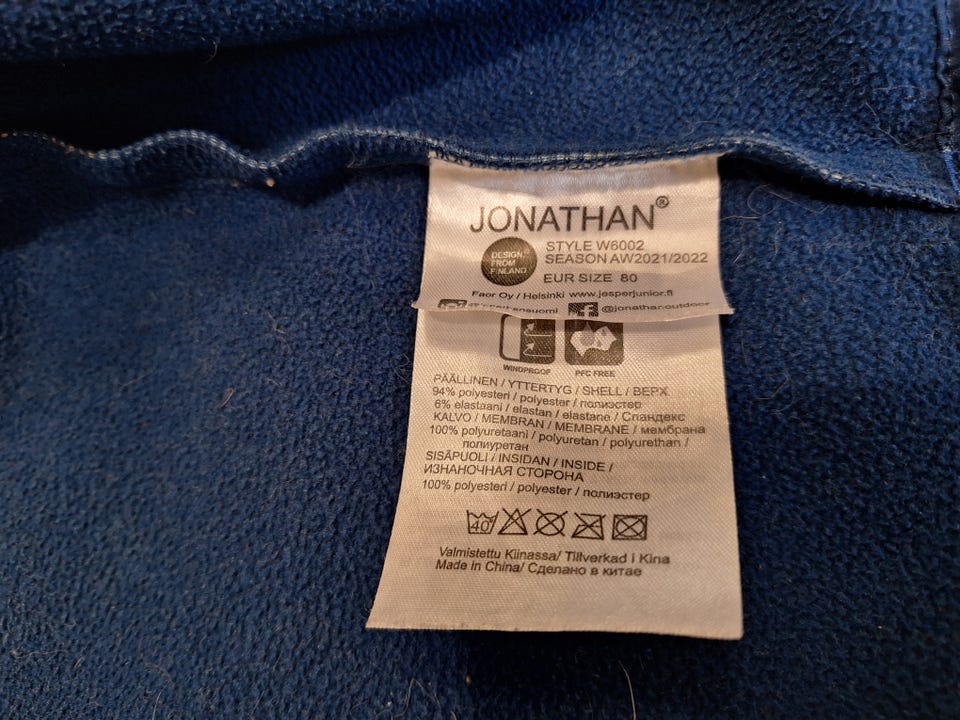 JONATHAN®
DESIGN
FROM
FINLAND
STYLE W6002
SEASON AW2021/2022
EUR SIZE 80
Faor Oy / Helsinki www.jesperjunior.fi
@jonathan.outdoor
WINDPROOF
PFC FREE
PÄÄLLINEN / YTTERTYG / SHELL / ВЕРХ
94% polyesteri / polyester / полиэстер
6% elastaani / elastan / elastane / Спандекс
KALVO / MEMBRAN / MEMBRANE / мембрана
100% polyuretaani / polyuretan / polyurethan /
полиуретан
SISÄPUOLI / INSIDAN / INSIDE /
ИЗНАНОЧНАЯ СТОРОНА
100% polyesteri / polyester / полиэстер
40
Valmistettu Kiinassa/ Tillverkad i Kina
Made in China/ Сделано в китае